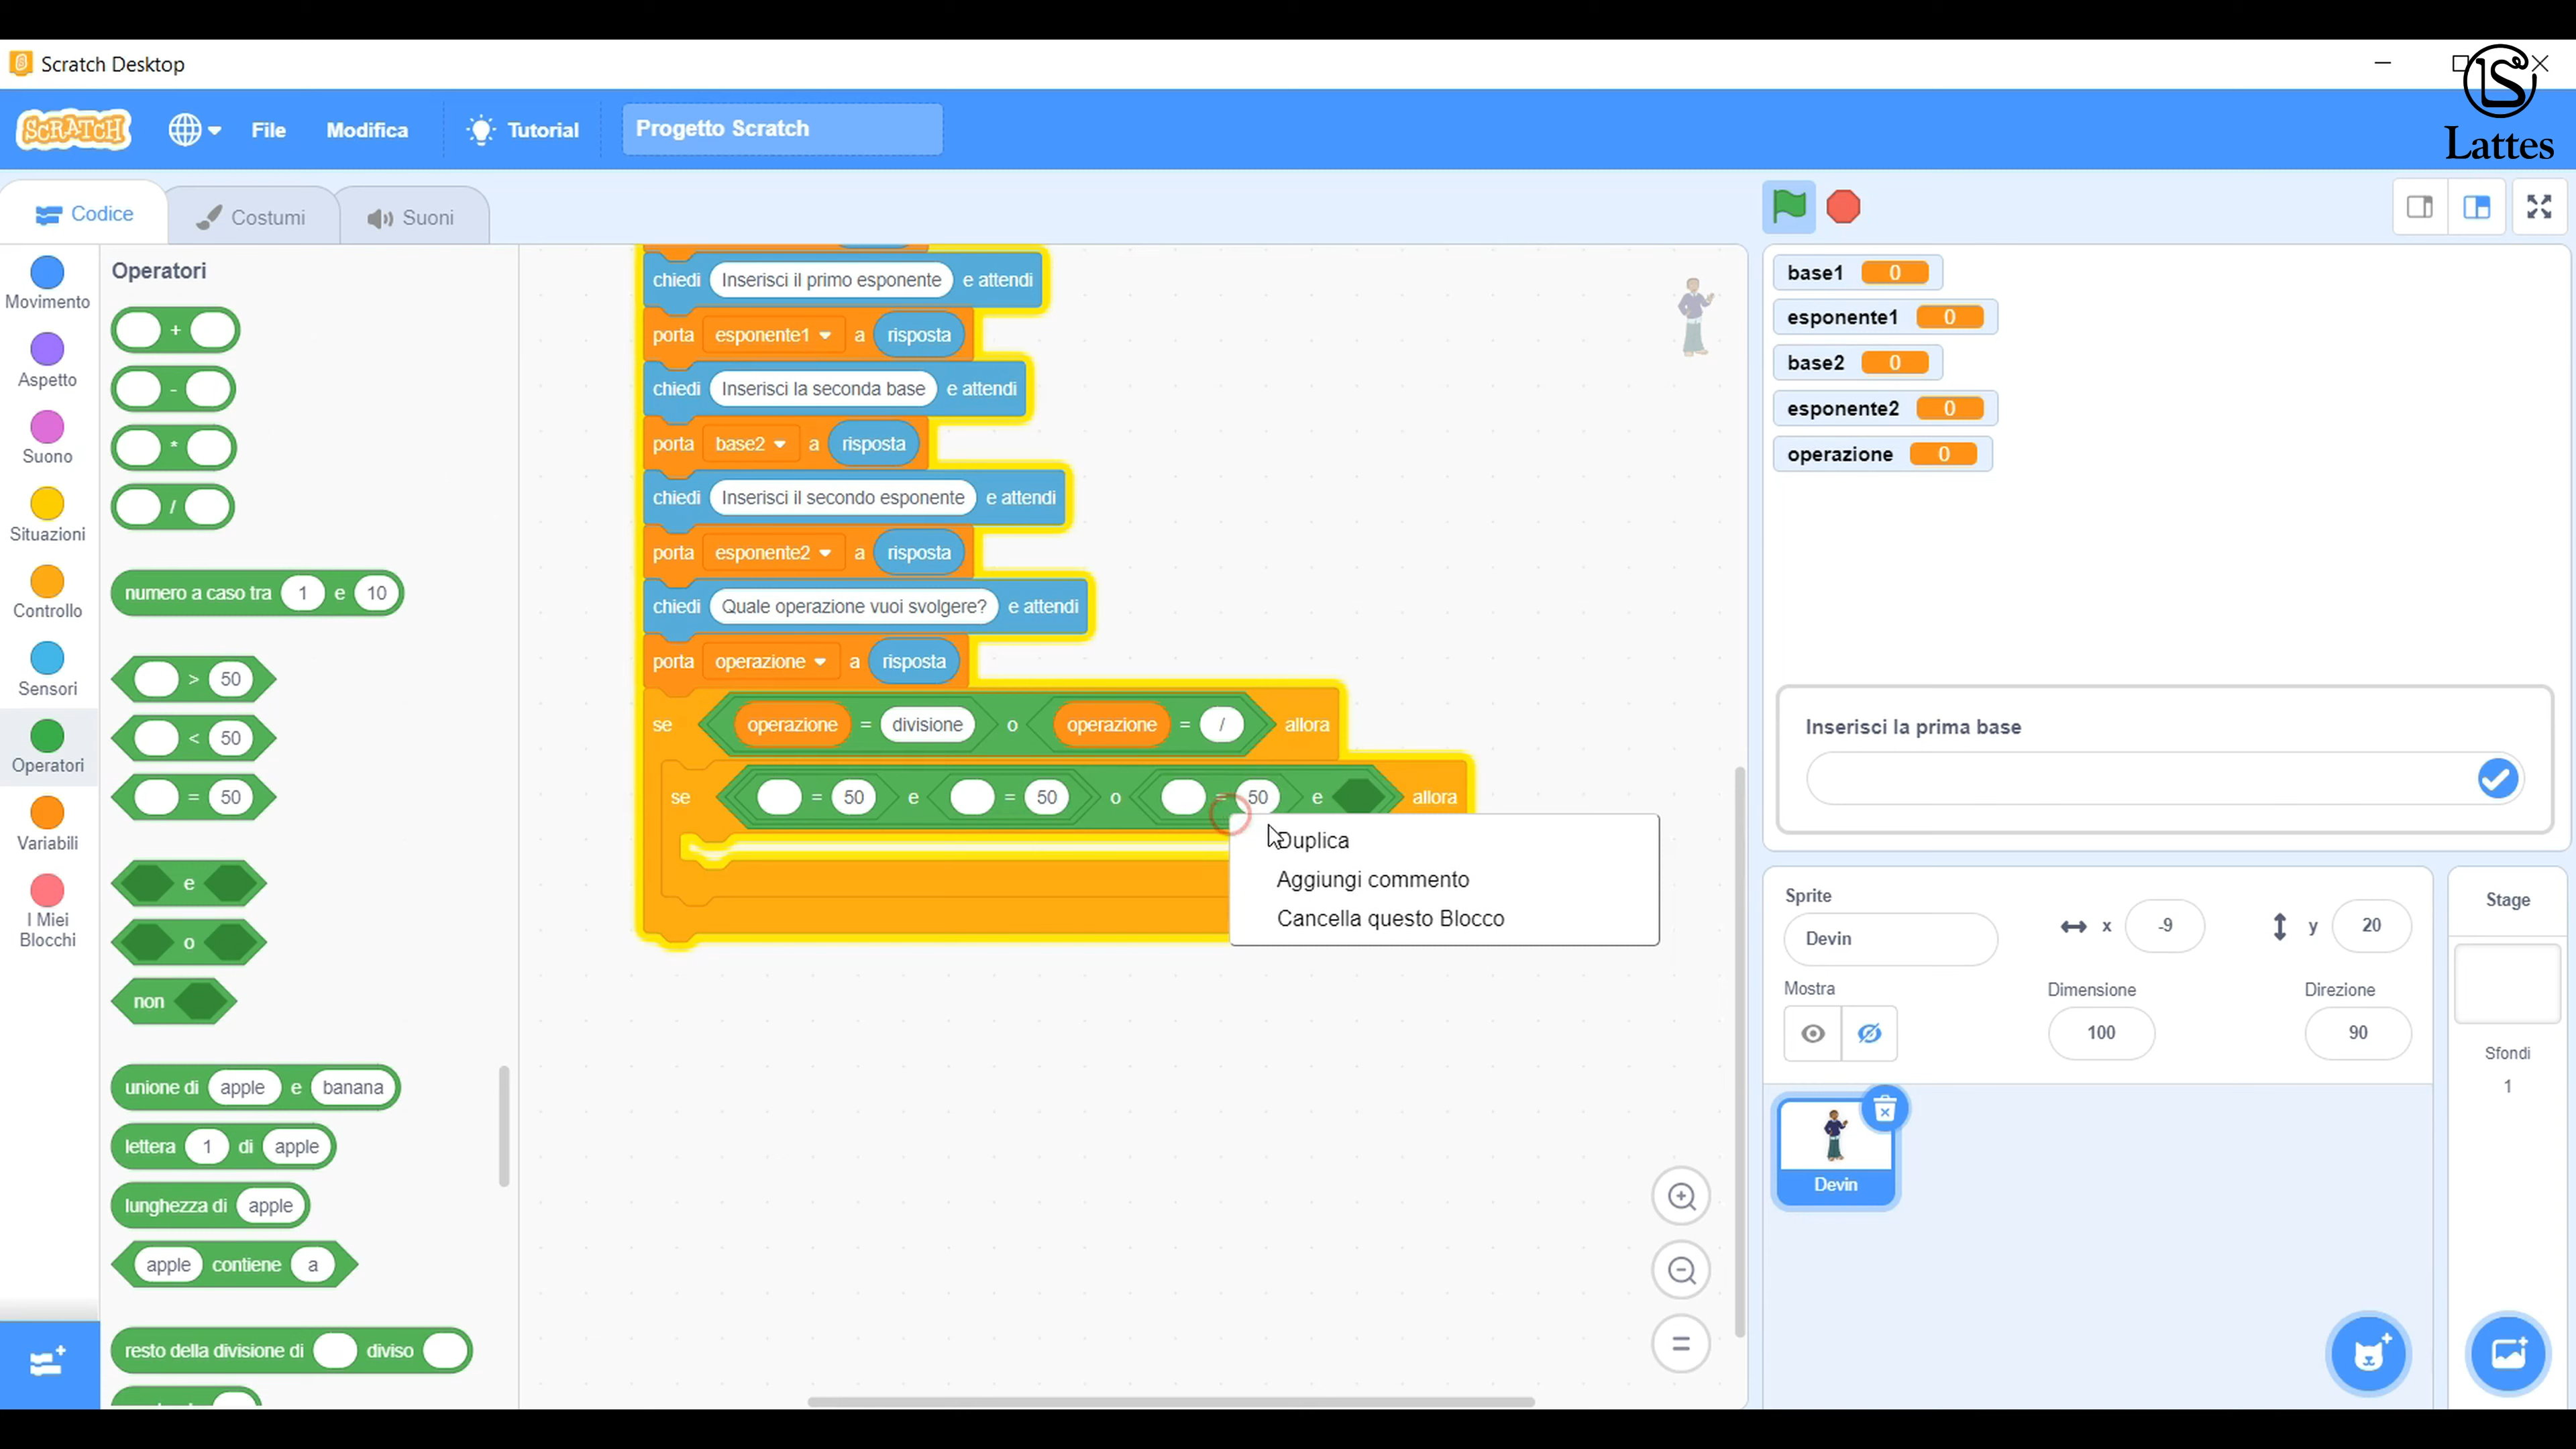 Scratch Desktop
LS
Lattes
SCRATCH
File
Modifica
Tutorial
Progetto Scratch
Codice
Costumi
Suoni
Movimento
Aspetto
Suono
Situazioni
Controllo
Sensori
Operatori
Variabili
I Miei
Blocchi
Operatori
+
-
*
/
numero a caso tra 1 e 10
> 50
< 50
= 50
e
o
non
unione di apple e banana
lettera 1 di apple
lunghezza di apple
apple contiene a
resto della divisione di diviso
chiedi Inserisci il primo esponente e attendi
porta esponente1 a risposta
chiedi Inserisci la seconda base e attendi
porta base2 a risposta
chiedi Inserisci il secondo esponente e attendi
porta esponente2 a risposta
chiedi Quale operazione vuoi svolgere? e attendi
porta operazione a risposta
se operazione = divisione o operazione = / allora
se = 50 e = 50 o = 50 e allora
Duplica
Aggiungi commento
Cancella questo Blocco
base1 0
esponente1 0
base2 0
esponente2 0
operazione 0
Inserisci la prima base
Sprite
Devin
x -9
y 20
Mostra
Dimensione
100
Direzione
90
Devin
Stage
Sfondi
1